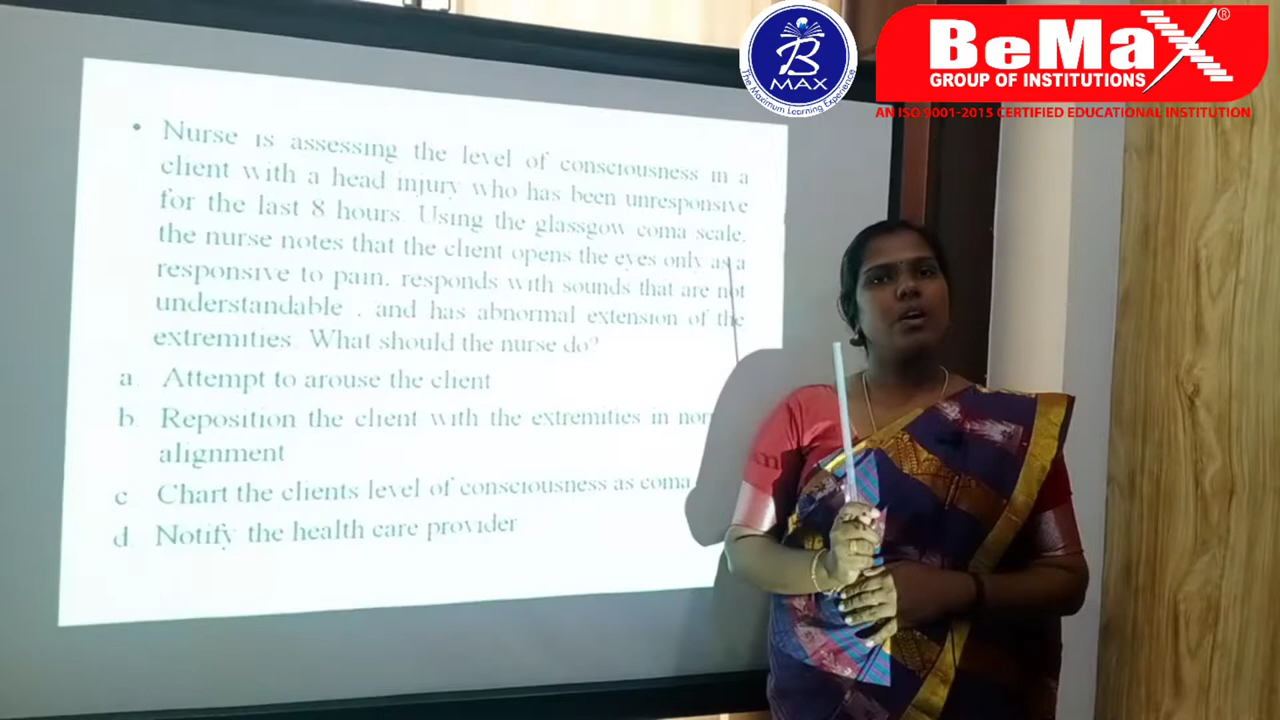 B
MAX
The Maximum Learning Experience
BeMaX®
GROUP OF INSTITUTIONS
AN ISO 9001-2015 CERTIFIED EDUCATIONAL INSTITUTION
• Nurse is assessing the level of consciousness in a
client with a head injury who has been unresponsive
for the last 8 hours. Using the glassgow coma scale,
the nurse notes that the client opens the eyes only as a
responsive to pain, responds with sounds that are not
understandable , and has abnormal extension of the
extremities. What should the nurse do?
a. Attempt to arouse the client
b. Reposition the client with the extremities in
alignment
c Chart the clients level of consciousness as coma
d. Notify the health care provider